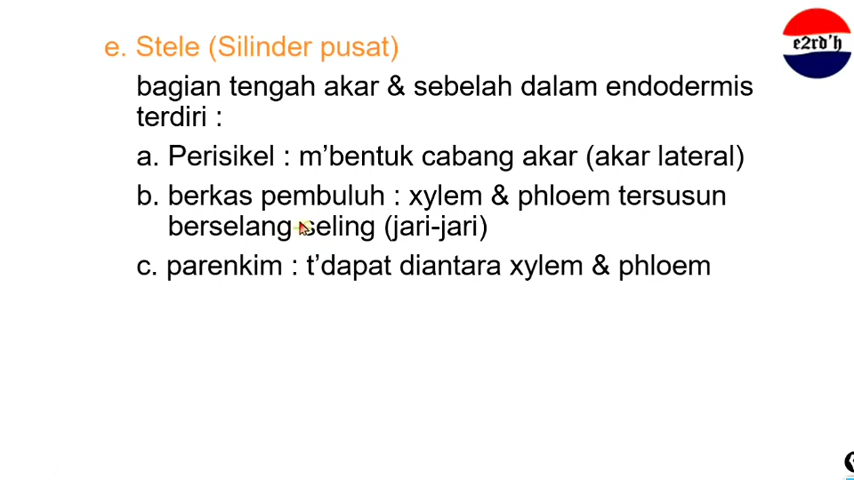 e. Stele (Silinder pusat)
e2rd'h
bagian tengah akar & sebelah dalam endodermis
terdiri :
a. Perisikel : m'bentuk cabang akar (akar lateral)
b. berkas pembuluh : xylem & phloem tersusun
berselang-seling (jari-jari)
c. parenkim : t'dapat diantara xylem & phloem